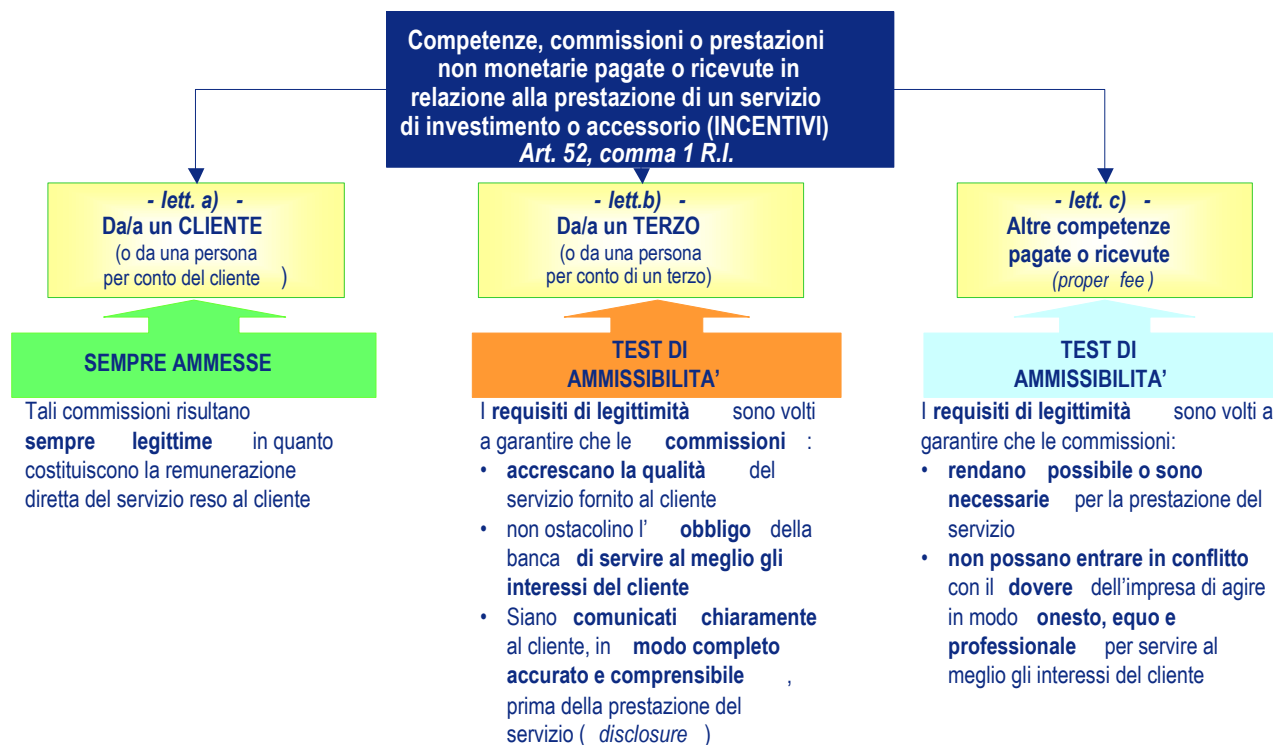 Competenze, commissioni o prestazioni
non monetarie pagate o ricevute in
relazione alla prestazione di un servizio
di investimento o accessorio (INCENTIVI)
Art. 52, comma 1 R.I.
- lett. a) -
Da/a un CLIENTE
(o da una persona
per conto del cliente )
SEMPRE AMMESSE
Tali commissioni risultano
sempre legittime in quanto
costituiscono la remunerazione
diretta del servizio reso al cliente
- lett.b) -
Da/a un TERZO
(o da una persona
per conto di un terzo)
TEST DI
AMMISSIBILITA’
I requisiti di legittimità sono volti
a garantire che le commissioni :
• accrescano la qualità del
servizio fornito al cliente
• non ostacolino l’ obbligo della
banca di servire al meglio gli
interessi del cliente
• Siano comunicati chiaramente
al cliente, in modo completo
accurato e comprensibile ,
prima della prestazione del
servizio ( disclosure )
- lett. c) -
Altre competenze
pagate o ricevute
(proper fee )
TEST DI
AMMISSIBILITA’
I requisiti di legittimità sono volti a
garantire che le commissioni:
• rendano possibile o sono
necessarie per la prestazione del
servizio
• non possano entrare in conflitto
con il dovere dell’impresa di agire
in modo onesto, equo e
professionale per servire al
meglio gli interessi del cliente